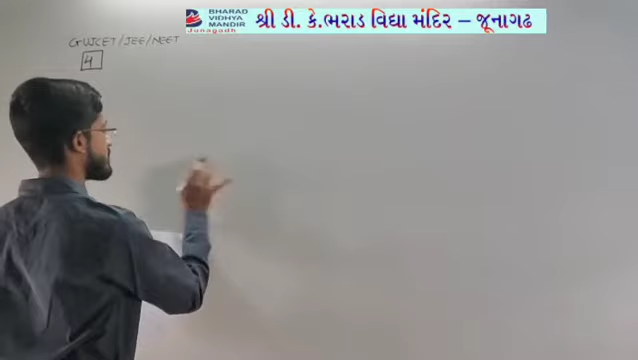 BHARAD
VIDHYA
MANDIR
Junagadh
શ્રી ડી. કે.ભરાડ વિદ્યા મંદિર – જૂનાગઢ
GUJCET/JEE/NEET
4